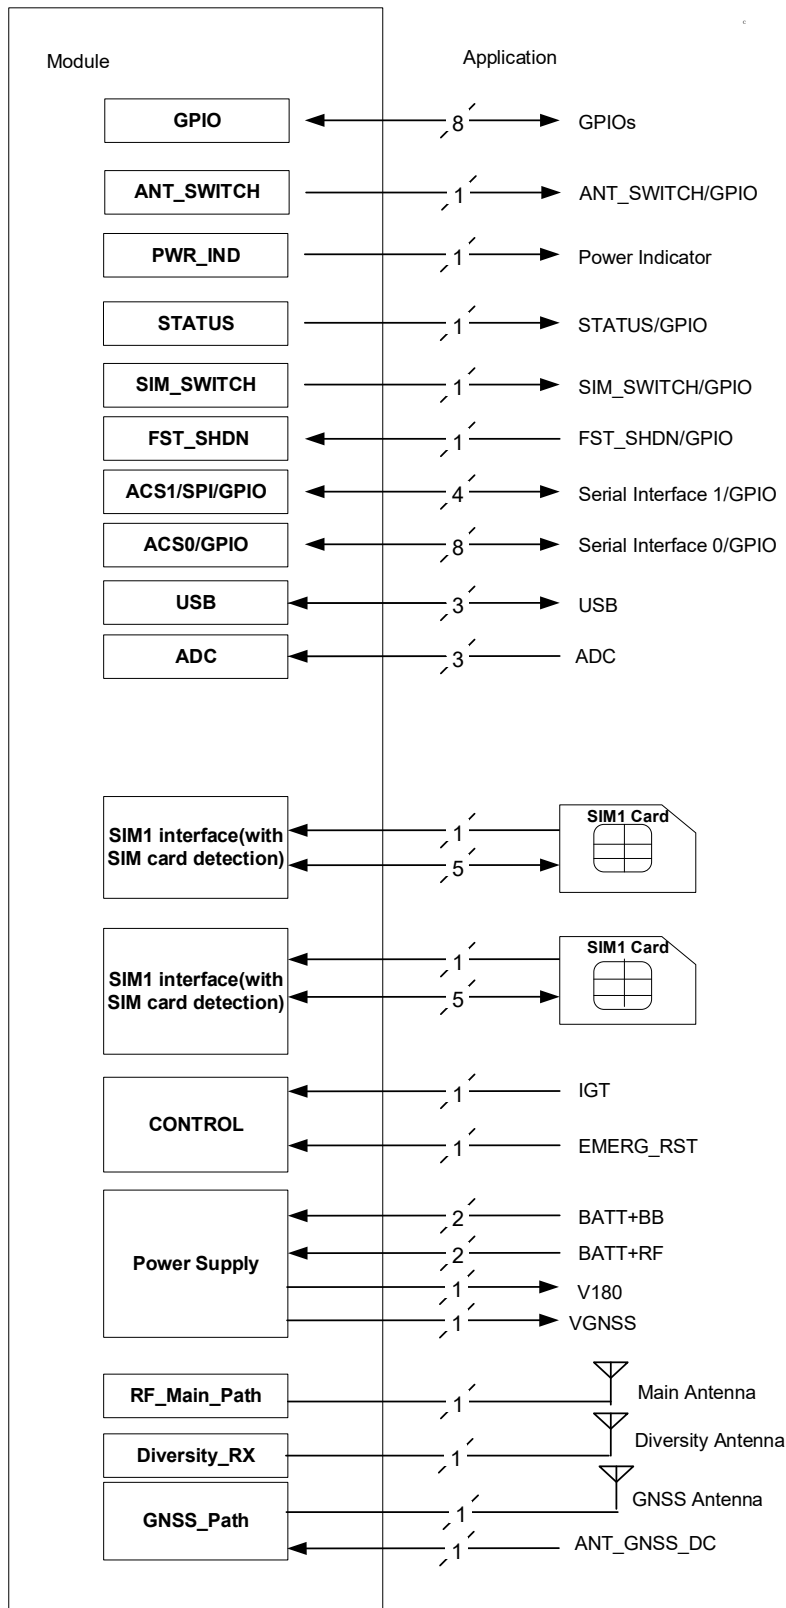 c
Module
Application
GPIO
8
GPIOs
ANT_SWITCH
1
ANT_SWITCH/GPIO
PWR_IND
1
Power Indicator
STATUS
1
STATUS/GPIO
SIM_SWITCH
1
SIM_SWITCH/GPIO
FST_SHDN
1
FST_SHDN/GPIO
ACS1/SPI/GPIO
4
Serial Interface 1/GPIO
ACS0/GPIO
8
Serial Interface 0/GPIO
USB
3
USB
ADC
3
ADC
SIM1 interface(with
SIM card detection)
1
5
SIM1 Card
SIM1 interface(with
SIM card detection)
1
5
SIM1 Card
CONTROL
1
IGT
1
EMERG_RST
Power Supply
2
BATT+BB
2
BATT+RF
1
V180
1
VGNSS
RF_Main_Path
1
Main Antenna
Diversity_RX
1
Diversity Antenna
GNSS_Path
1
GNSS Antenna
1
ANT_GNSS_DC